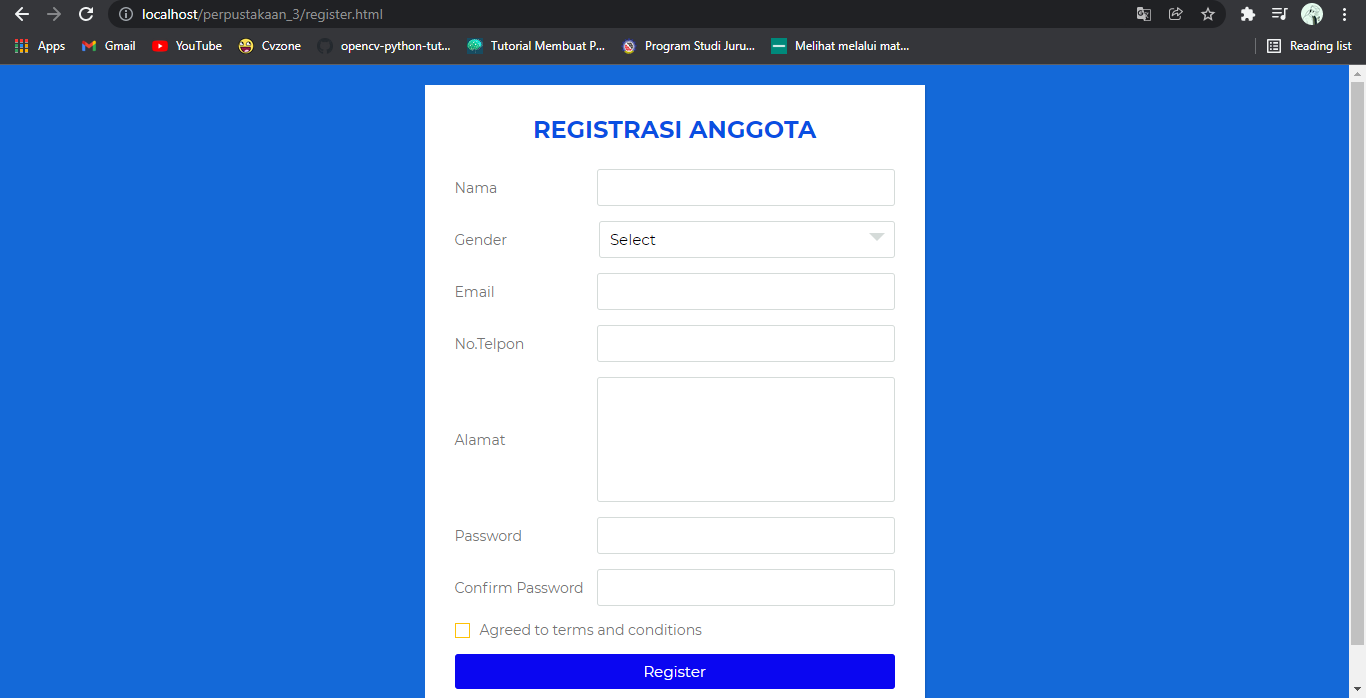 localhost/perpustakaan_3/register.html
Apps Gmail YouTube Cvzone opencv-python-tut... Tutorial Membuat P... Program Studi Juru... Melihat melalui mat... Reading list
REGISTRASI ANGGOTA
Nama
Gender Select
Email
No.Telpon
Alamat
Password
Confirm Password
Agreed to terms and conditions
Register